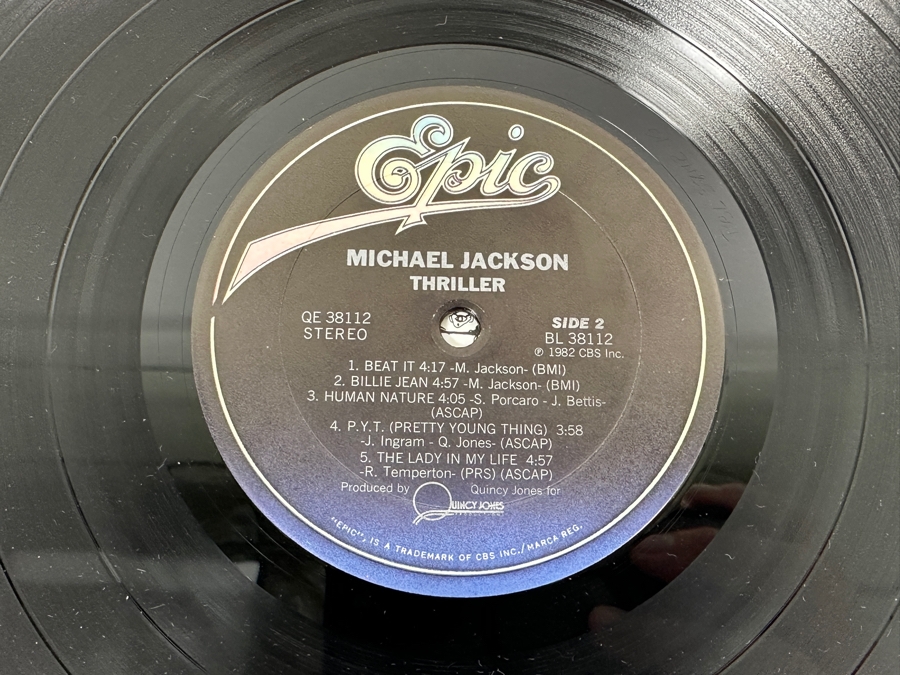 Epic
MICHAEL JACKSON
THRILLER
QE 38112
STEREO
SIDE 2
BL 38112
℗ 1982 CBS Inc.
1. BEAT IT 4:17 -M. Jackson- (BMI)
2. BILLIE JEAN 4:57 -M. Jackson- (BMI)
3. HUMAN NATURE 4:05 -S. Porcaro - J. Bettis-
(ASCAP)
4. P.Y.T. (PRETTY YOUNG THING) 3:58
-J. Ingram - Q. Jones- (ASCAP)
5. THE LADY IN MY LIFE 4:57
-R. Temperton- (PRS) (ASCAP)
Produced by Quincy Jones for
QUINCY JONES
"EPIC", IS A TRADEMARK OF CBS INC./MARCA REG.